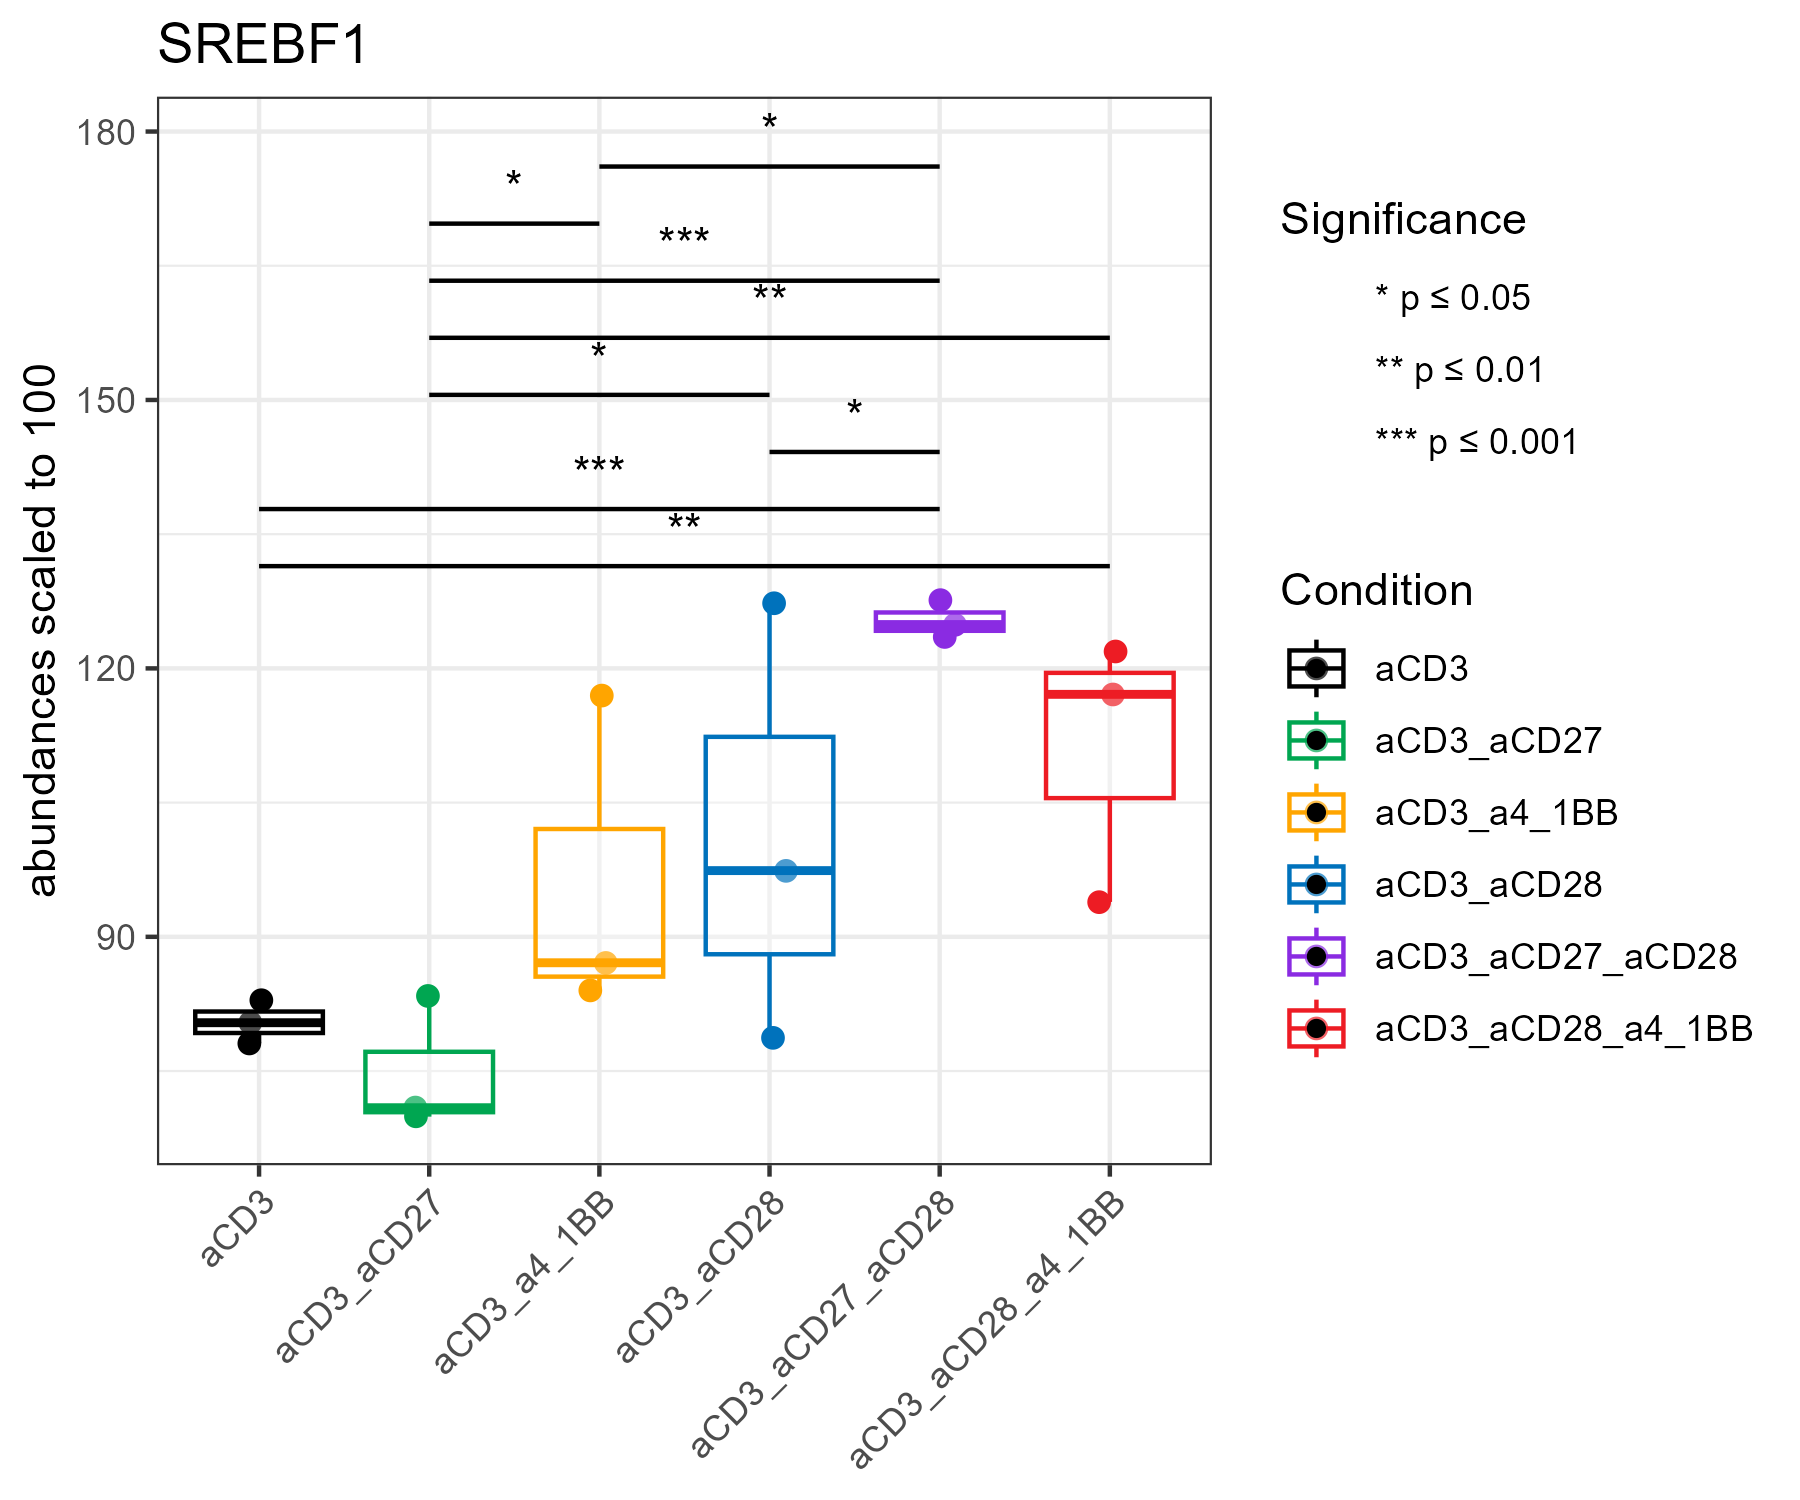 SREBF1
abundances scaled to 100
180
150
120
90
*
*
***
**
*
*
***
**
aCD3
aCD3_aCD27
aCD3_a4_1BB
aCD3_aCD28
aCD3_aCD27_aCD28
aCD3_aCD28_a4_1BB
Significance
* p ≤ 0.05
** p ≤ 0.01
*** p ≤ 0.001
Condition
aCD3
aCD3_aCD27
aCD3_a4_1BB
aCD3_aCD28
aCD3_aCD27_aCD28
aCD3_aCD28_a4_1BB